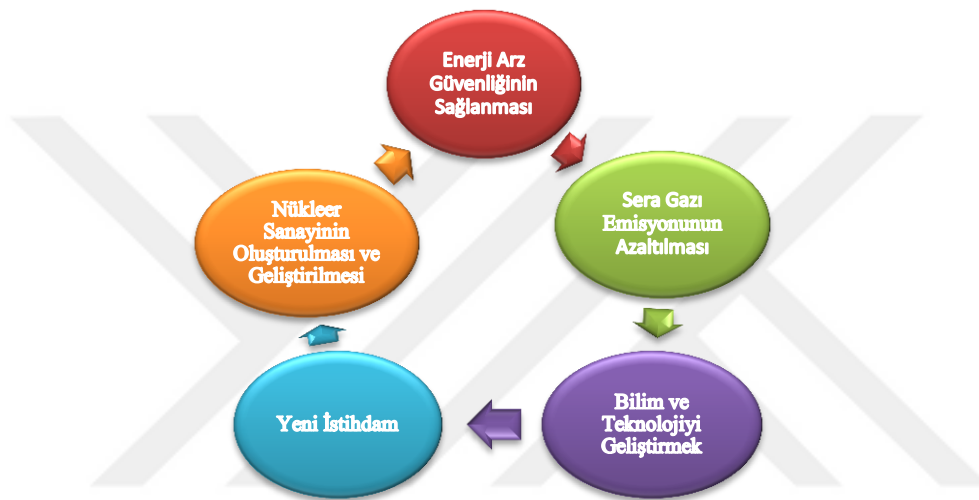 Enerji Arz
Güvenliğinin
Sağlanması
Sera Gazı
Emisyonunun
Azaltılması
Bilim ve
Teknolojiyi
Geliştirmek
Yeni İstihdam
Nükleer
Sanayinin
Oluşturulması ve
Geliştirilmesi